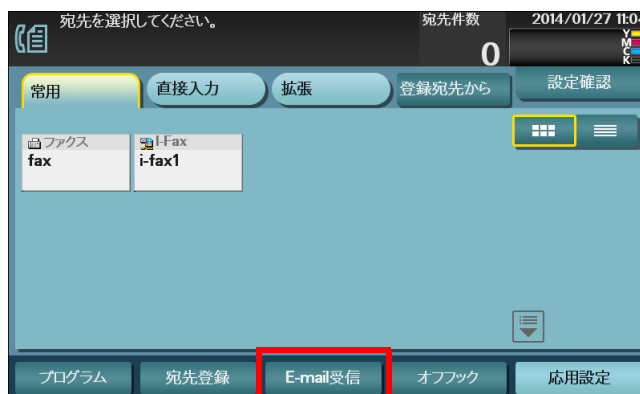 宛先を選択してください。
宛先件数
2014/01/27 11:04
0
Y
M
C
K
常用
直接入力
拡張
登録宛先から
設定確認
ファクス
fax
I-Fax
i-fax1
プログラム
宛先登録
E-mail受信
オフフック
応用設定